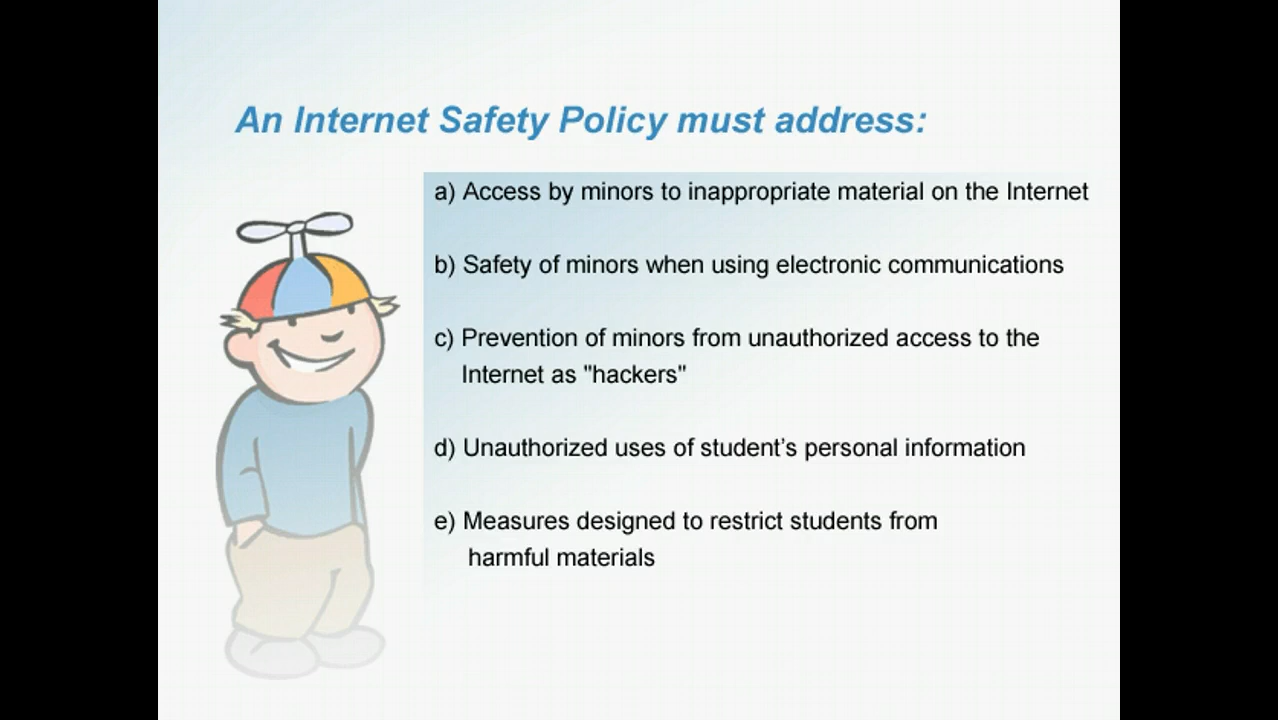 An Internet Safety Policy must address:
a) Access by minors to inappropriate material on the Internet
b) Safety of minors when using electronic communications
c) Prevention of minors from unauthorized access to the
Internet as "hackers"
d) Unauthorized uses of student’s personal information
e) Measures designed to restrict students from
harmful materials